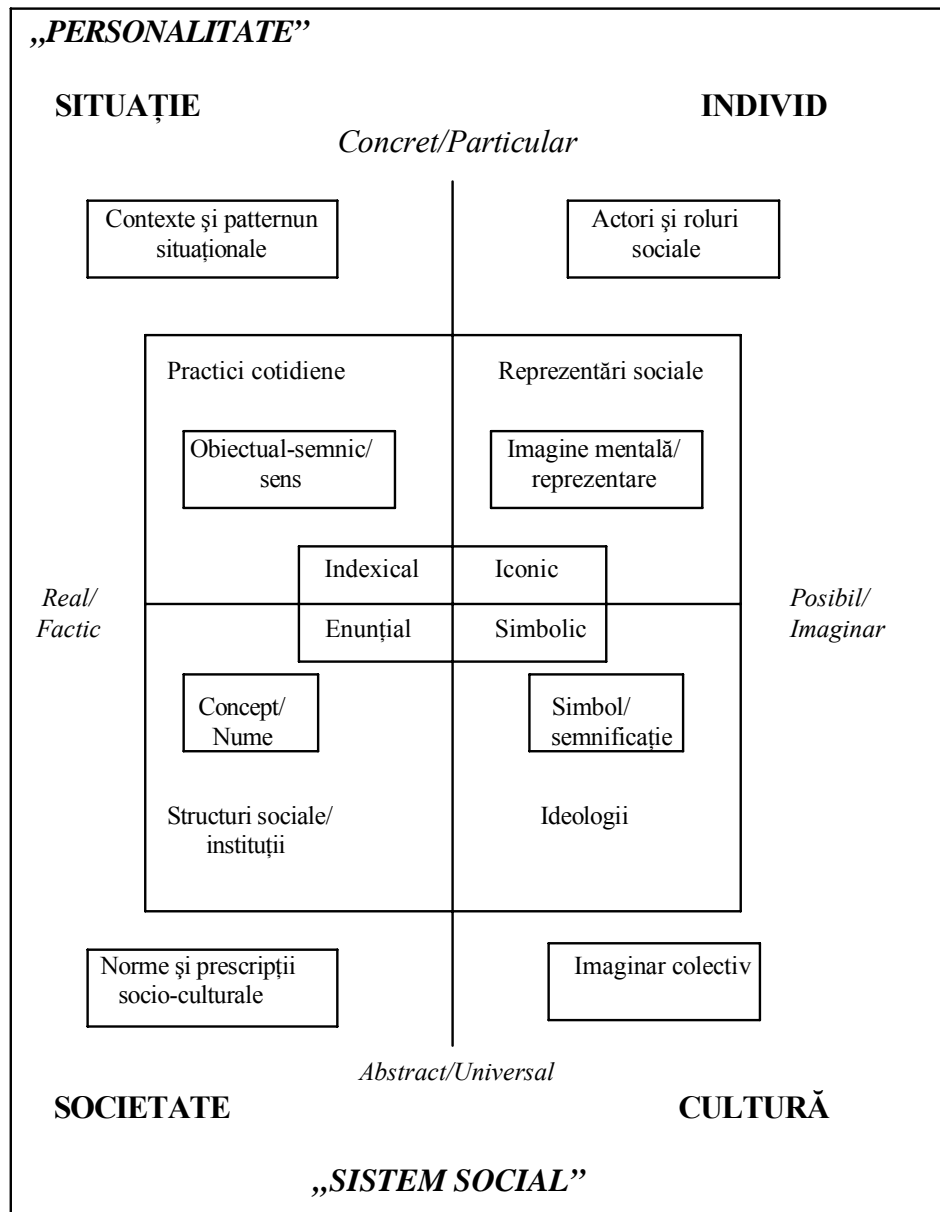 „PERSONALITATE”
SITUAȚIE
INDIVID
Concret/Particular
Contexte şi patternun
situaționale
Actori şi roluri
sociale
Practici cotidiene
Reprezentări sociale
Obiectual-semnic/
sens
Imagine mentală/
reprezentare
Indexical
Iconic
Real/
Factic
Posibil/
Imaginar
Enunțial
Simbolic
Concept/
Nume
Simbol/
semnificație
Structuri sociale/
instituții
Ideologii
Norme şi prescripții
socio-culturale
Imaginar colectiv
Abstract/Universal
SOCIETATE
CULTURĂ
„SISTEM SOCIAL”